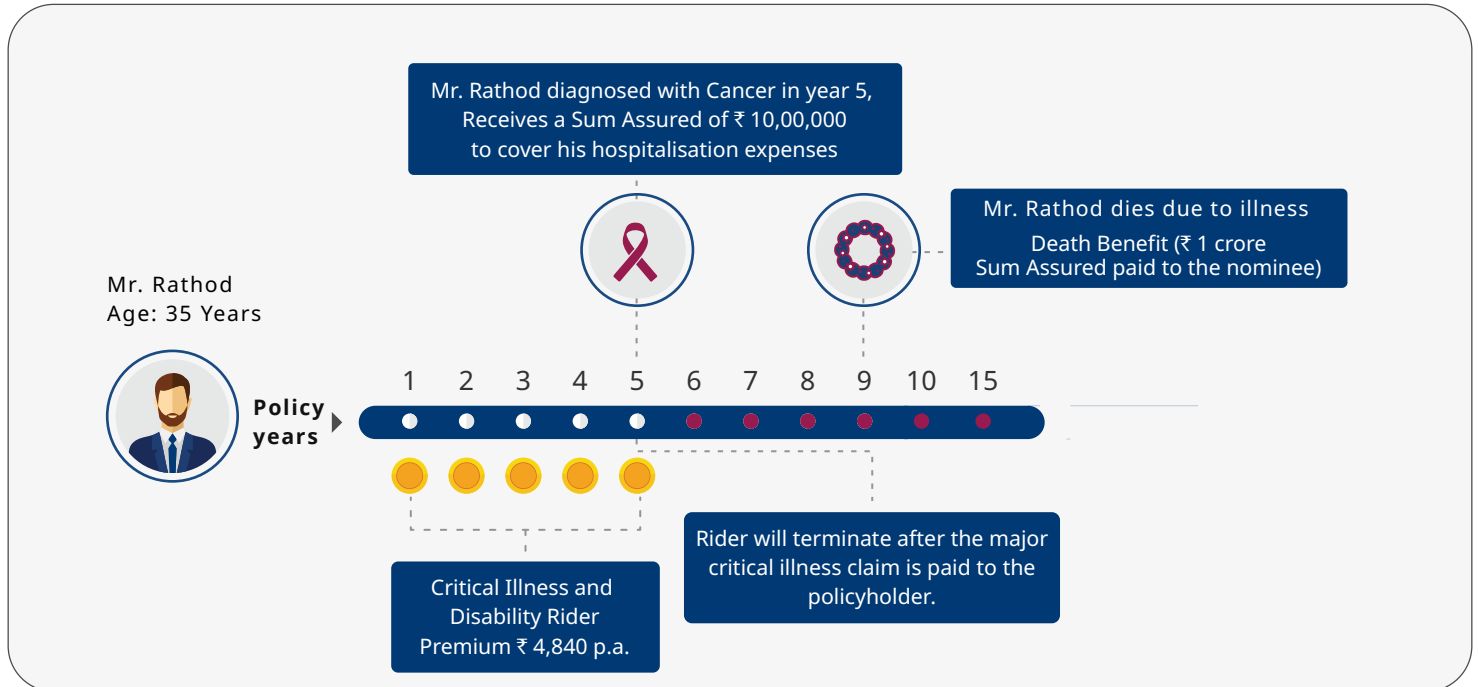 Mr. Rathod diagnosed with Cancer in year 5,
Receives a Sum Assured of ₹ 10,00,000
to cover his hospitalisation expenses
Mr. Rathod dies due to illness
Death Benefit (₹ 1 crore
Sum Assured paid to the nominee)
Mr. Rathod
Age: 35 Years
Policy
years
1 2 3 4 5 6 7 8 9 10 15
Rider will terminate after the major
critical illness claim is paid to the
policyholder.
Critical Illness and
Disability Rider
Premium ₹ 4,840 p.a.